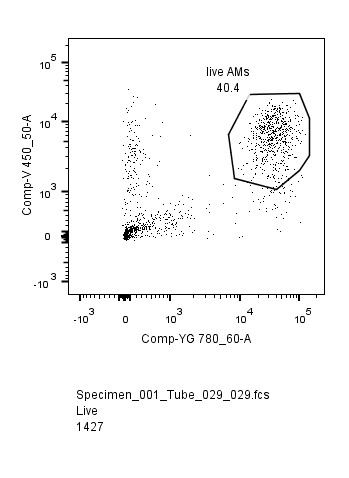 live AMs
40.4
10 5
10 4
10 3
0
-10 3
Comp-V 450_50-A
-10 3
0
10 3
10 4
10 5
Comp-YG 780_60-A
Specimen_001_Tube_029_029.fcs
Live
1427